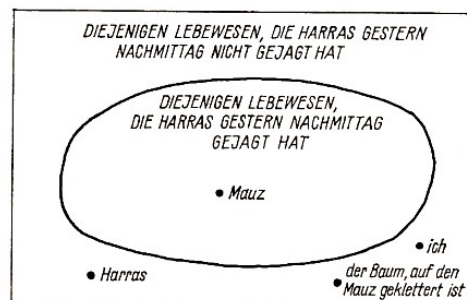 DIEJENIGEN LEBEWESEN, DIE HARRAS GESTERN
NACHMITTAG NICHT GEJAGT HAT
DIEJENIGEN LEBEWESEN,
DIE HARRAS GESTERN NACHMITTAG
GEJAGT HAT
Mauz
ich
Harras
der Baum, auf den
Mauz geklettert ist